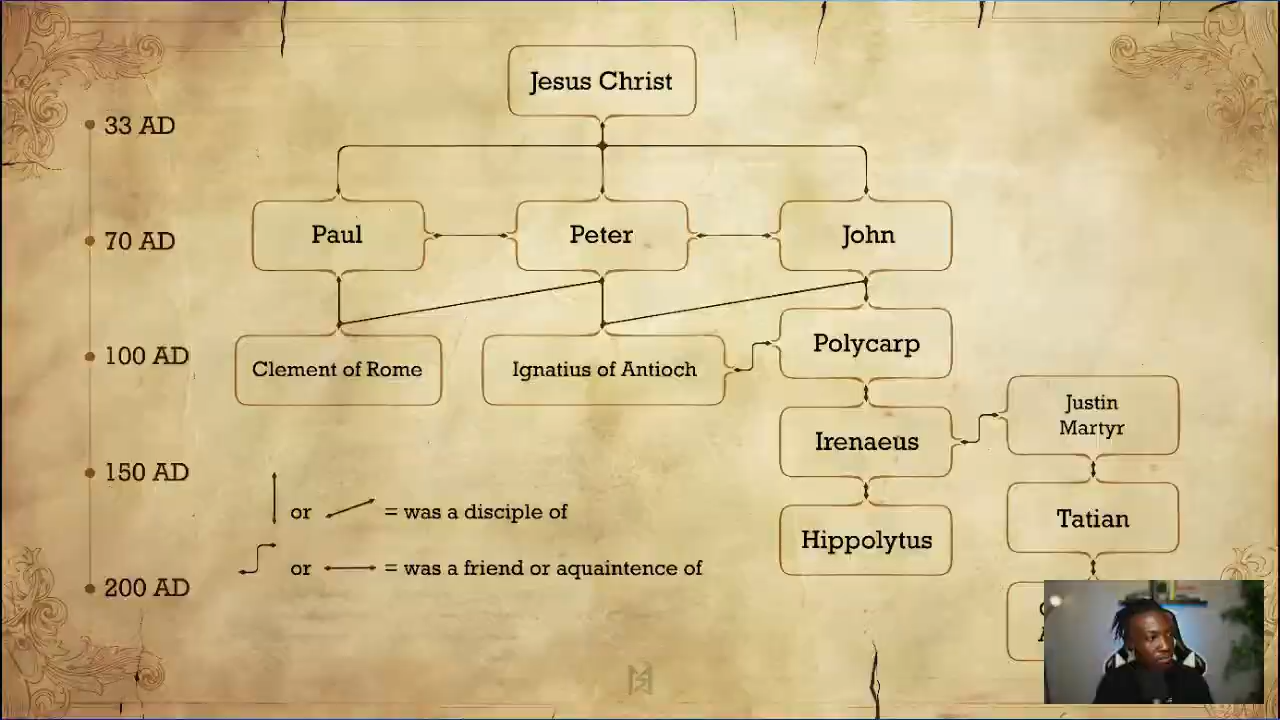 Jesus Christ
33 AD
Paul
Peter
John
70 AD
Polycarp
100 AD
Clement of Rome
Ignatius of Antioch
Justin
Martyr
Irenaeus
150 AD
or
= was a disciple of
Hippolytus
Tatian
or
= was a friend or aquaintence of
200 AD